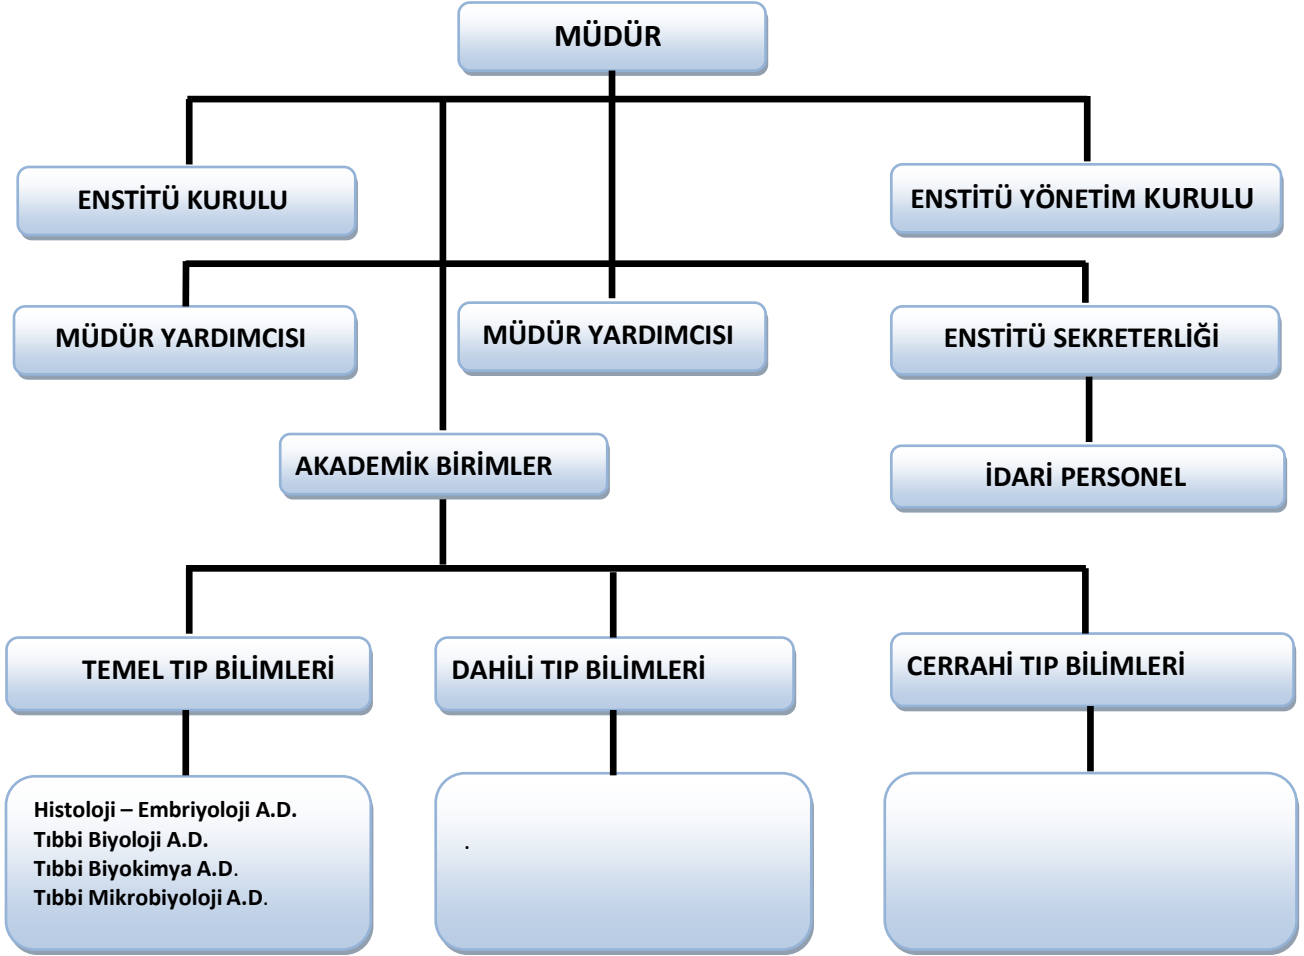 MÜDÜR
ENSTİTÜ KURULU
ENSTİTÜ YÖNETİM KURULU
MÜDÜR YARDIMCISI
MÜDÜR YARDIMCISI
ENSTİTÜ SEKRETERLİĞİ
AKADEMİK BİRİMLER
İDARİ PERSONEL
TEMEL TIP BİLİMLERİ
DAHİLİ TIP BİLİMLERİ
CERRAHİ TIP BİLİMLERİ
Histoloji – Embriyoloji A.D.
Tıbbi Biyoloji A.D.
Tıbbi Biyokimya A.D.
Tıbbi Mikrobiyoloji A.D.
.